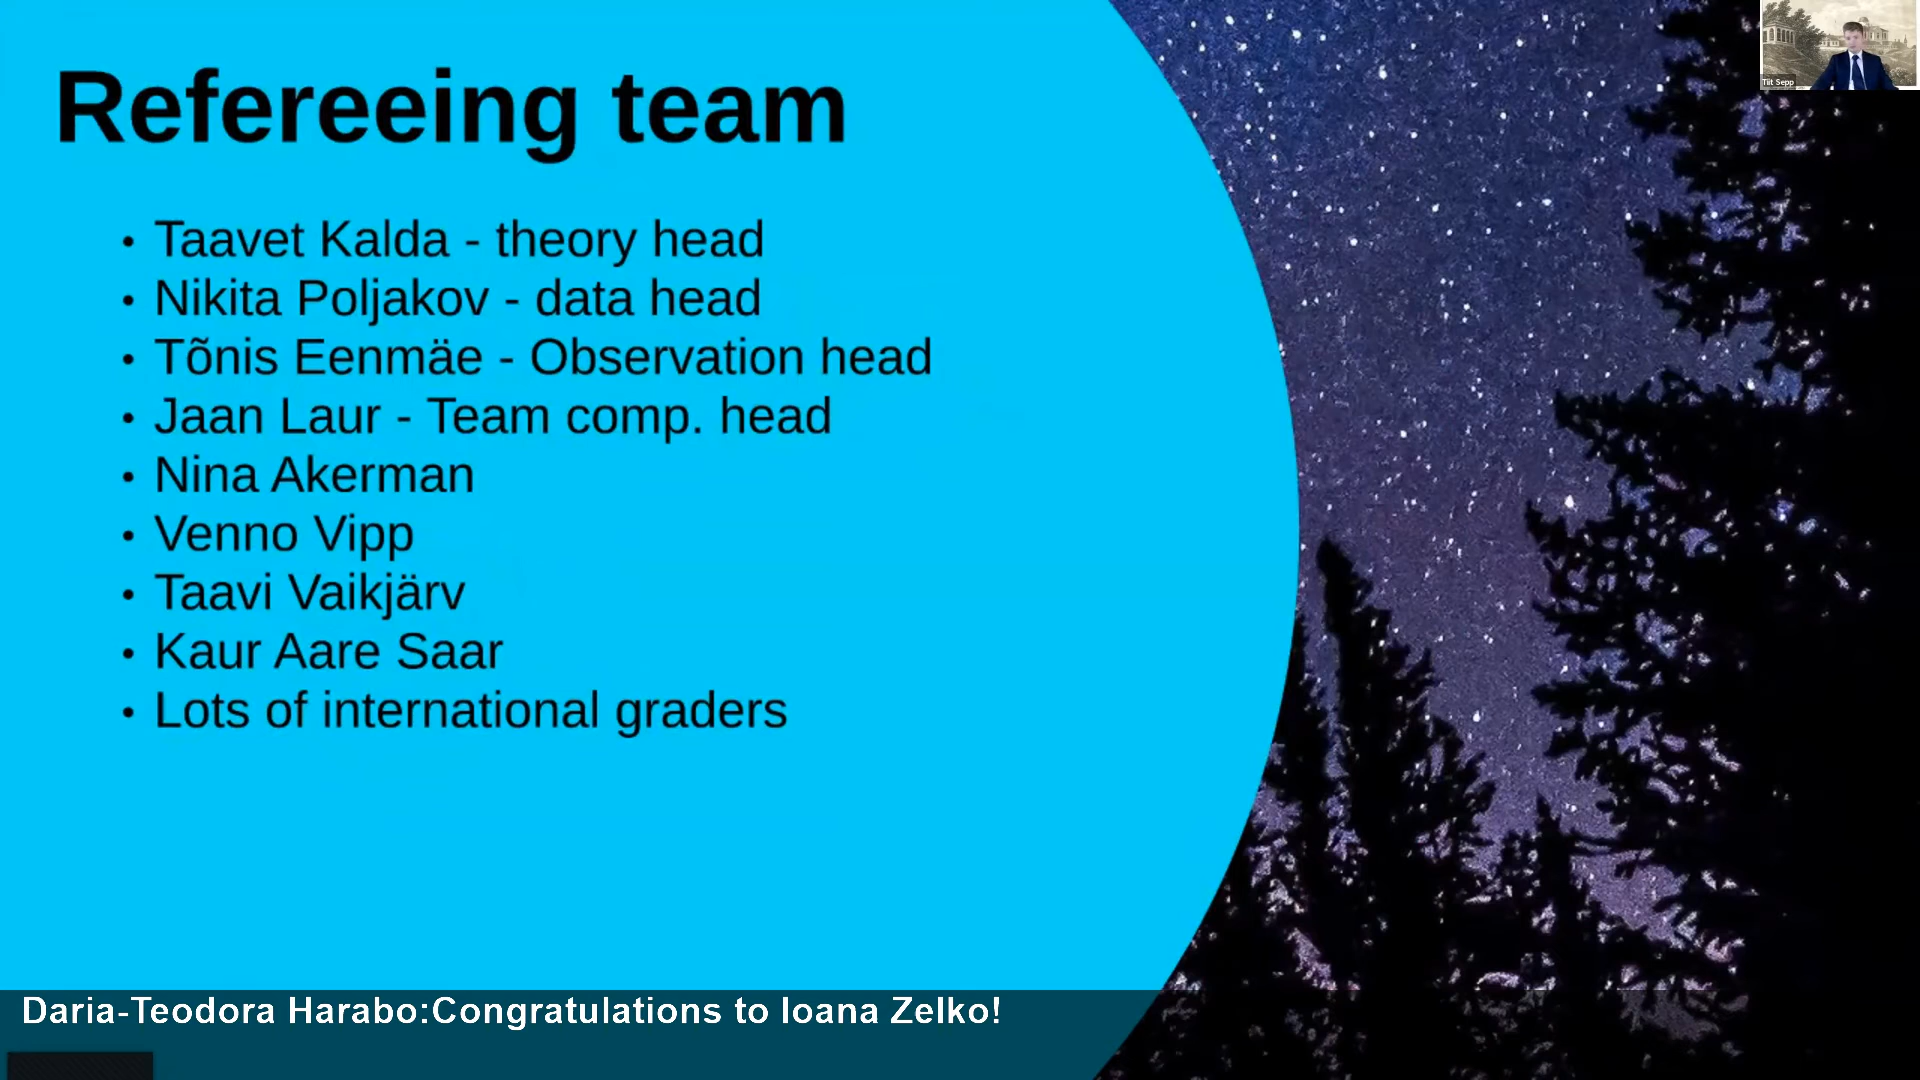 Refereeing team
• Taavet Kalda - theory head
• Nikita Poljakov - data head
• Tõnis Eenmäe - Observation head
• Jaan Laur - Team comp. head
• Nina Akerman
• Venno Vipp
• Taavi Vaikjärv
• Kaur Aare Saar
• Lots of international graders
Tiit Sepp
Daria-Teodora Harabo:Congratulations to Ioana Zelko!